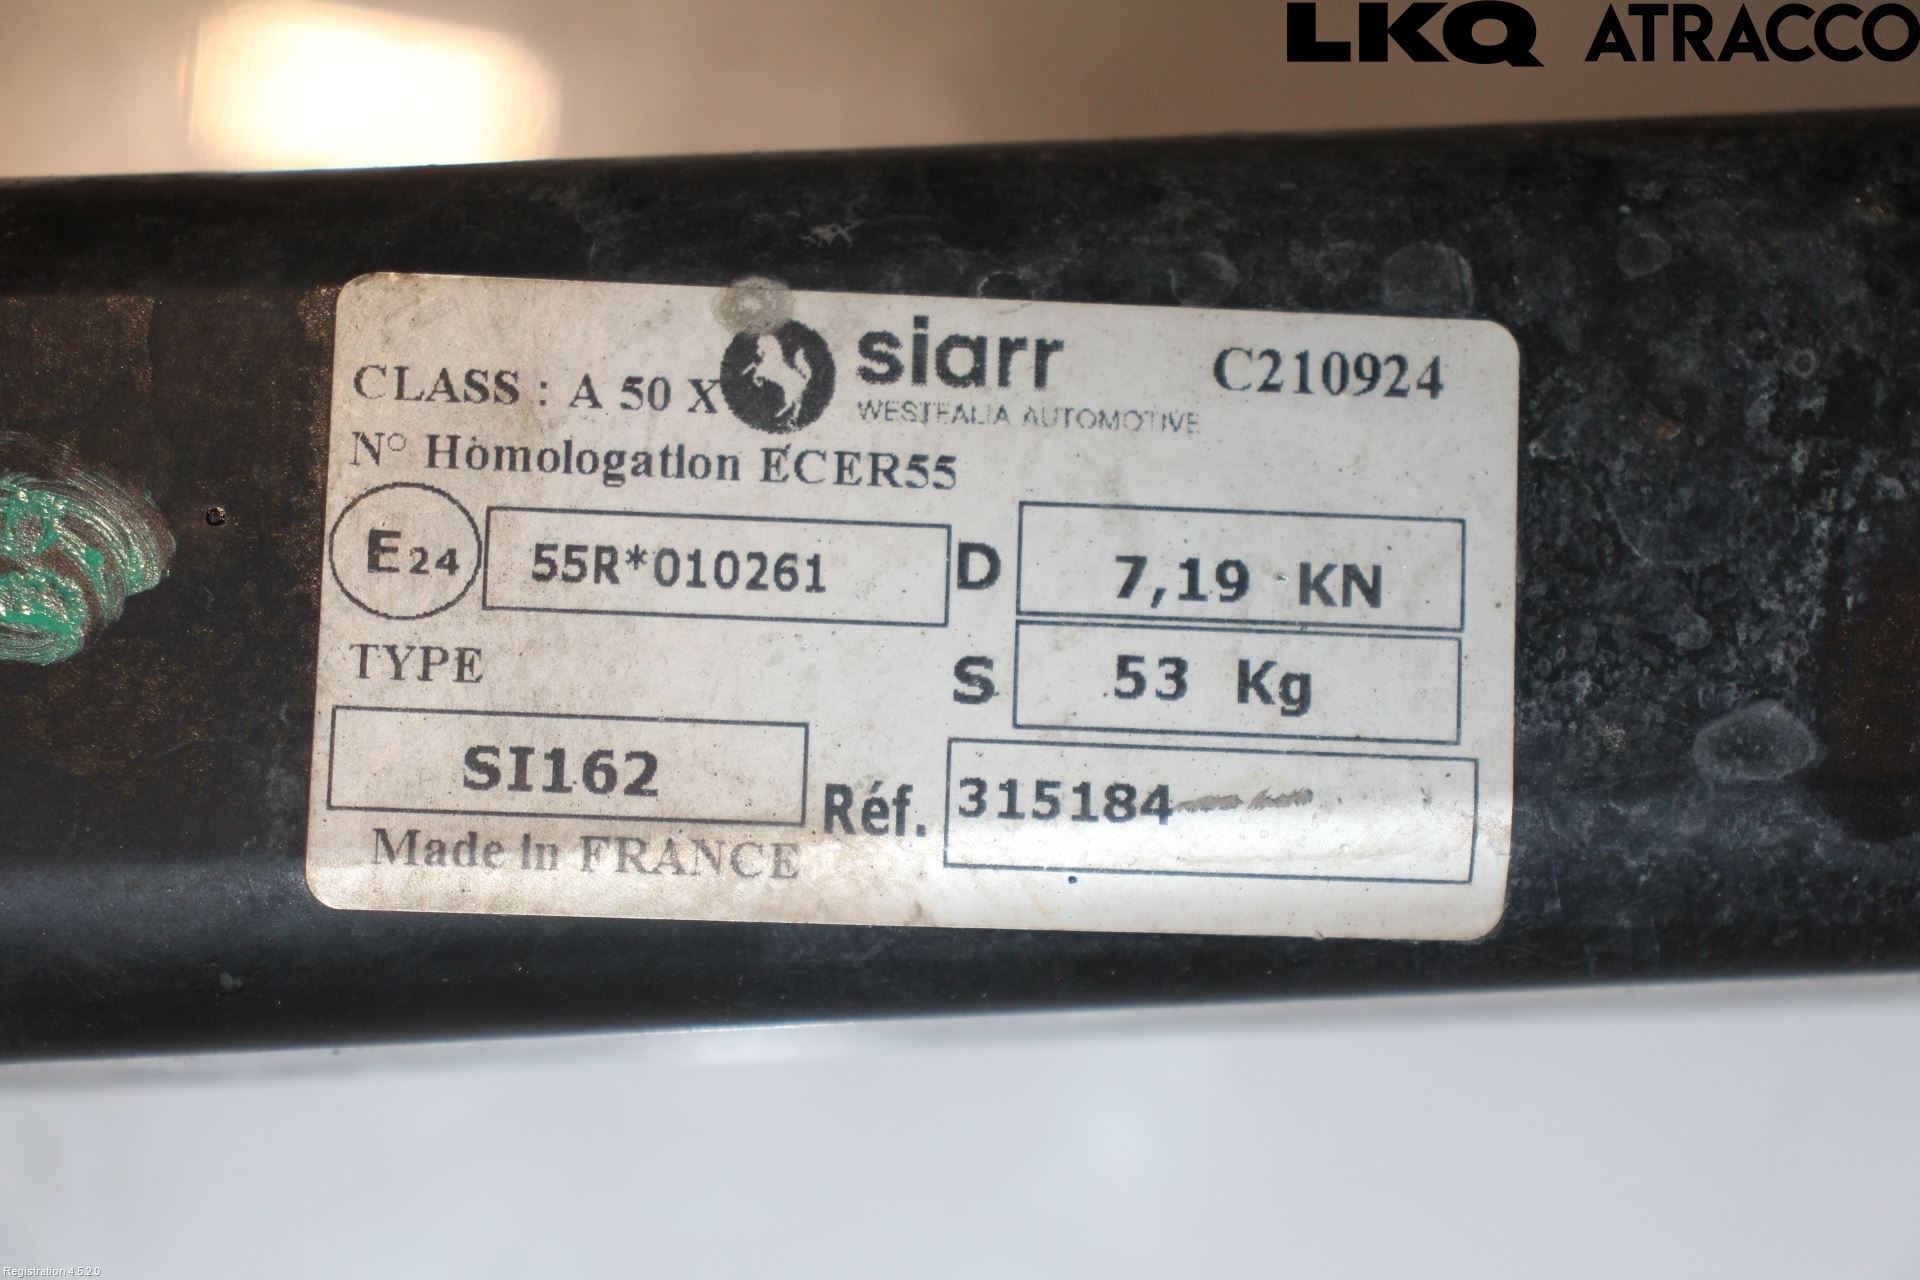 LKQ ATRACCO
CLASS : A 50 X
siarr
WESTFALIA AUTOMOTIVE
C210924
N° Homologation ECER55
E24
55R*010261
D
7,19 KN
S
53 Kg
TYPE
SI162
Réf.
315184
Made in FRANCE
Registration 4.5.2.0